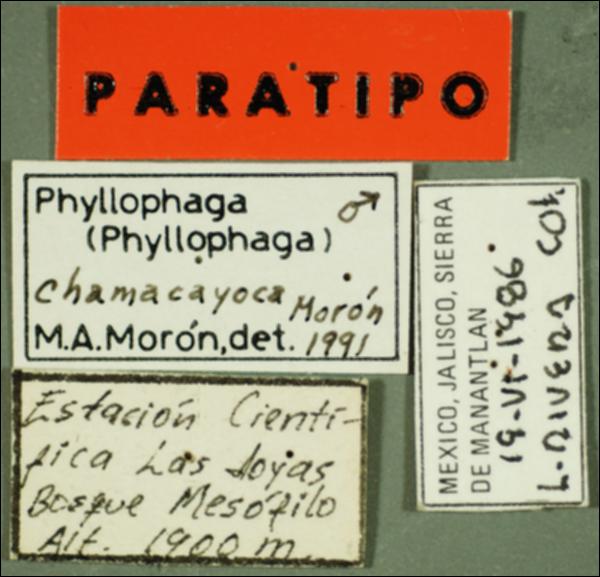 PARATIPO
Phyllophaga ♂
(Phyllophaga)
chamacayoca Morón
M.A.Morón,det. 1991
MEXICO, JALISCO, SIERRA
DE MANANTLAN
19-VI-1986
L. RIVERA Col.
Estación Cientí-
fica Las Joyas
Bosque Mesófilo
Alt. 1900 m.